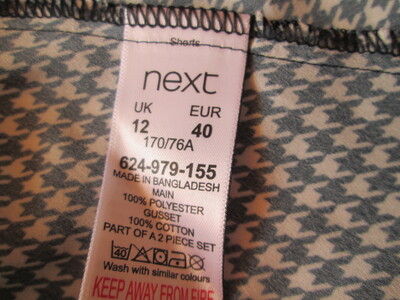 Shorts
next
UK EUR
12 40
170/76A
624-979-155
MADE IN BANGLADESH
MAIN
100% POLYESTER
GUSSET
100% COTTON
PART OF A 2 PIECE SET
40
Wash with similar colours
KEEP AWAY FROM FIRE